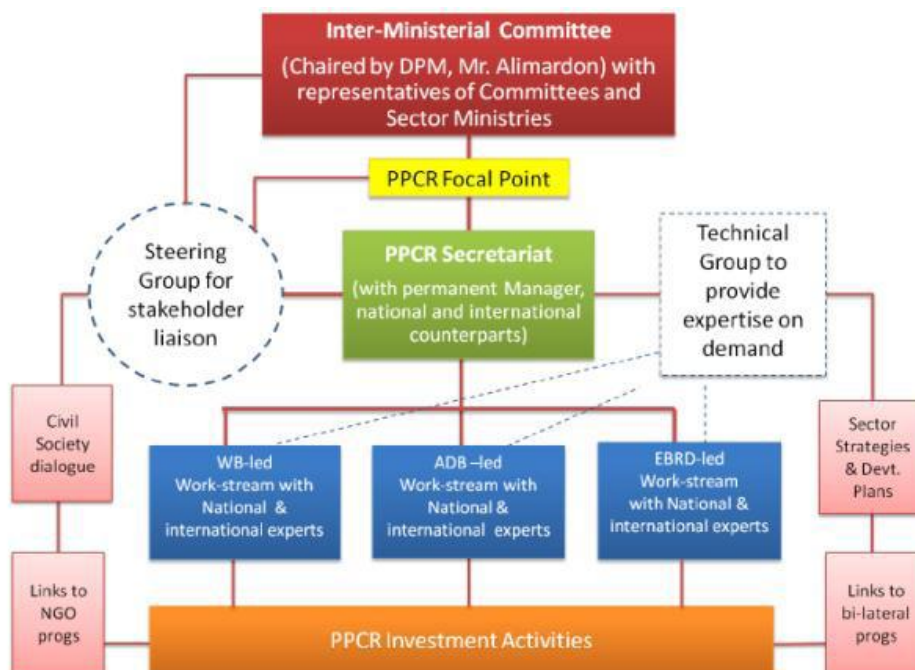 Inter-Ministerial Committee
(Chaired by DPM, Mr. Alimardon) with
representatives of Committees and
Sector Ministries
PPCR Focal Point
Steering
Group for
stakeholder
liaison
PPCR Secretariat
(with permanent Manager,
national and international
counterparts)
Technical
Group to
provide
expertise on
demand
Civil
Society
dialogue
WB-led
Work-stream with
National &
international experts
ADB –led
Work-stream with
National &
international experts
EBRD-led
Work-stream
with National &
international experts
Sector
Strategies
& Devt.
Plans
Links to
NGO
progs
PPCR Investment Activities
Links to
bi-lateral
progs